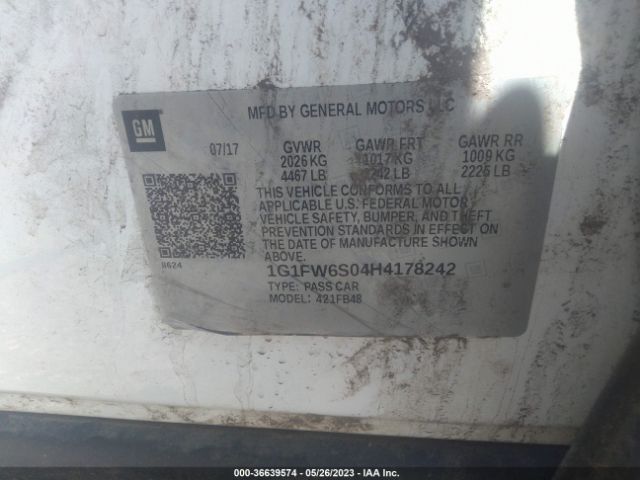 MFD BY GENERAL MOTORS LLC
GM
07/17 GVWR GAWR FRT GAWR RR
2026 KG 1017 KG 1009 KG
4467 LB 2242 LB 2225 LB
THIS VEHICLE CONFORMS TO ALL
APPLICABLE U.S. FEDERAL MOTOR
VEHICLE SAFETY, BUMPER, AND THEFT
PREVENTION STANDARDS IN EFFECT ON
THE DATE OF MANUFACTURE SHOWN
ABOVE.
II624
1G1FW6S04H4178242
TYPE: PASS CAR
MODEL: 421FB48
000-36639574 - 05/26/2023 - IAA Inc.